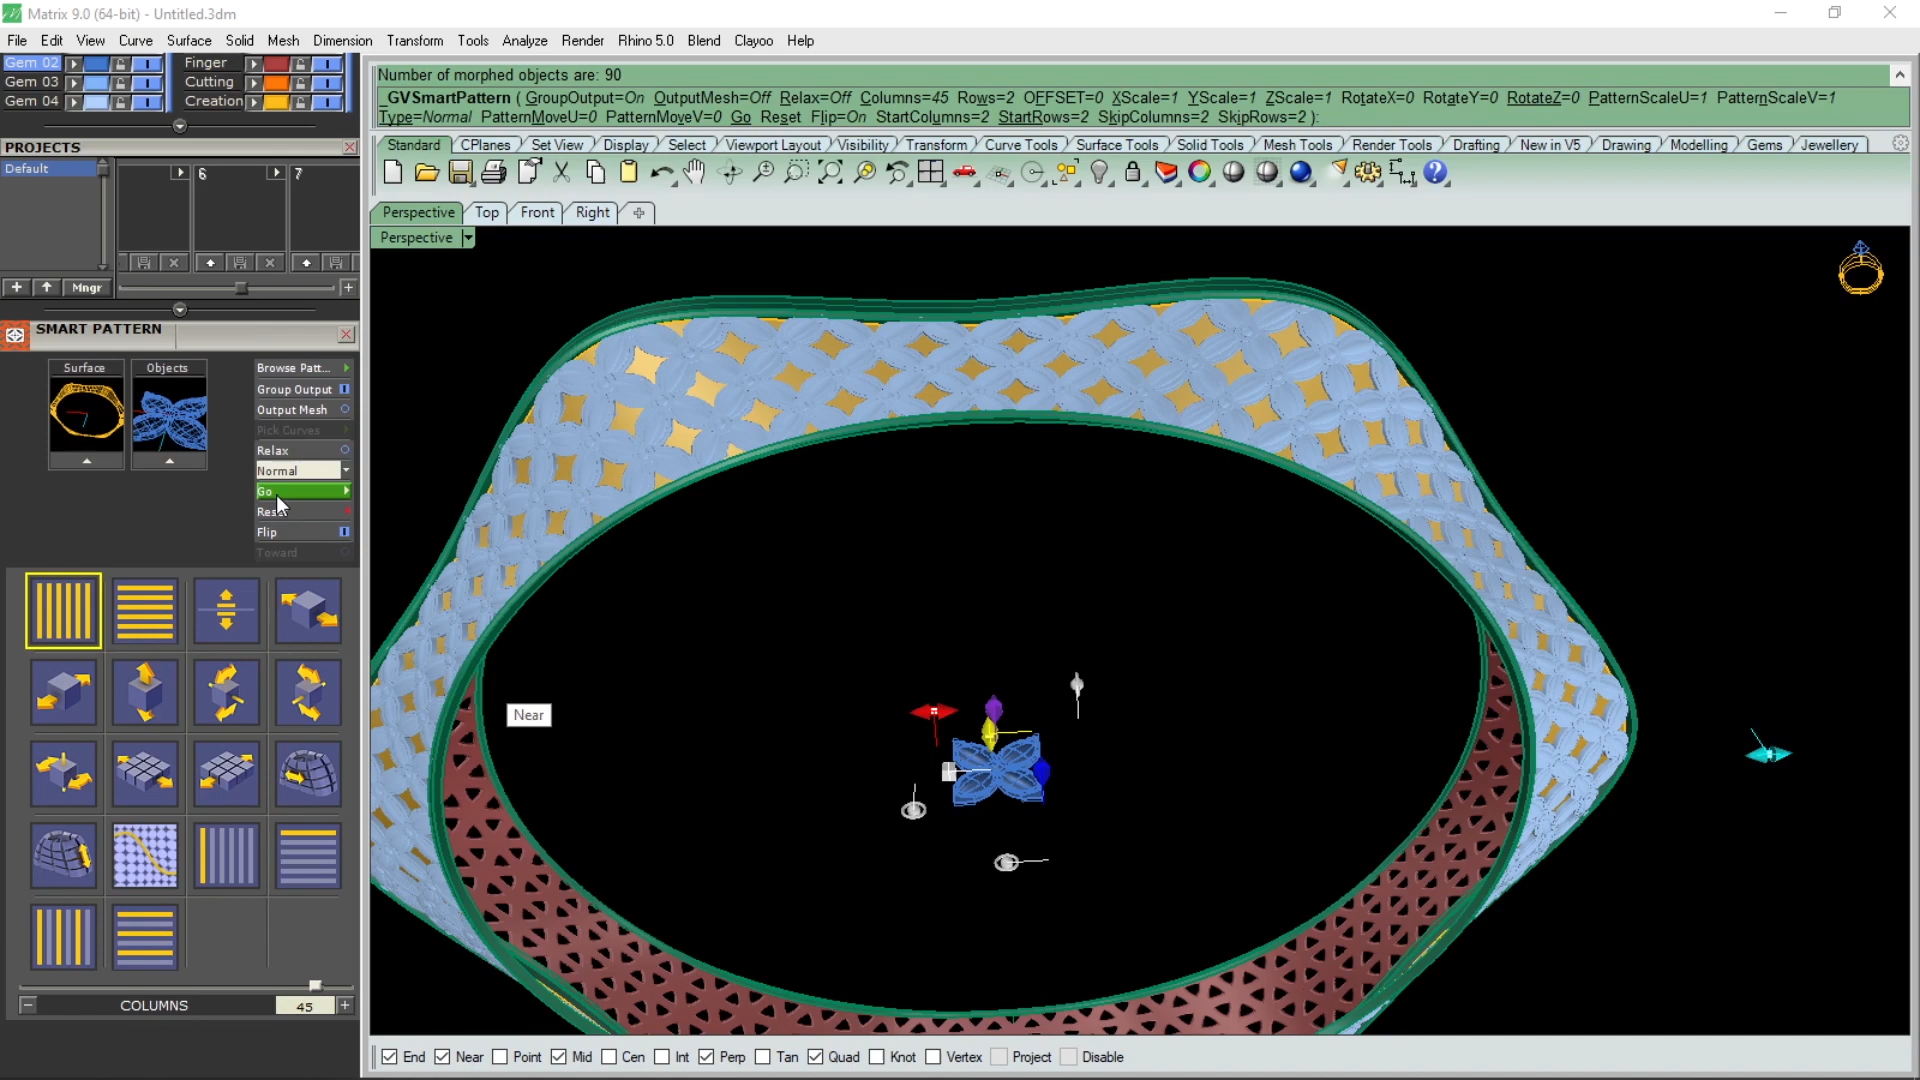 Matrix 9.0 (64-bit) - Untitled.3dm
File Edit View Curve Surface Solid Mesh Dimension Transform Tools Analyze Render Rhino 5.0 Blend Clayoo Help
Gem 02 Finger
Gem 03 Cutting
Gem 04 Creation
Number of morphed objects are: 90
_GVSmartPattern ( GroupOutput=On OutputMesh=Off Relax=Off Columns=45 Rows=2 OFFSET=0 XScale=1 YScale=1 ZScale=1 RotateX=0 RotateY=0 RotateZ=0 PatternScaleU=1 PatternScaleV=1
Type=Normal PatternMoveU=0 PatternMoveV=0 Go Reset Flip=On StartColumns=2 StartRows=2 SkipColumns=2 SkipRows=2 ):
Standard CPlanes Set View Display Select Viewport Layout Visibility Transform Curve Tools Surface Tools Solid Tools Mesh Tools Render Tools Drafting New in V5 Drawing Modelling Gems Jewellery
PROJECTS
Default
6 7
Mngr
Perspective Top Front Right
Perspective
SMART PATTERN
Surface Objects
Browse Patt...
Group Output
Output Mesh
Pick Curves
Relax
Normal
Go
Flip
Toward
Near
COLUMNS 45
End Near Point Mid Cen Int Perp Tan Quad Knot Vertex Project Disable